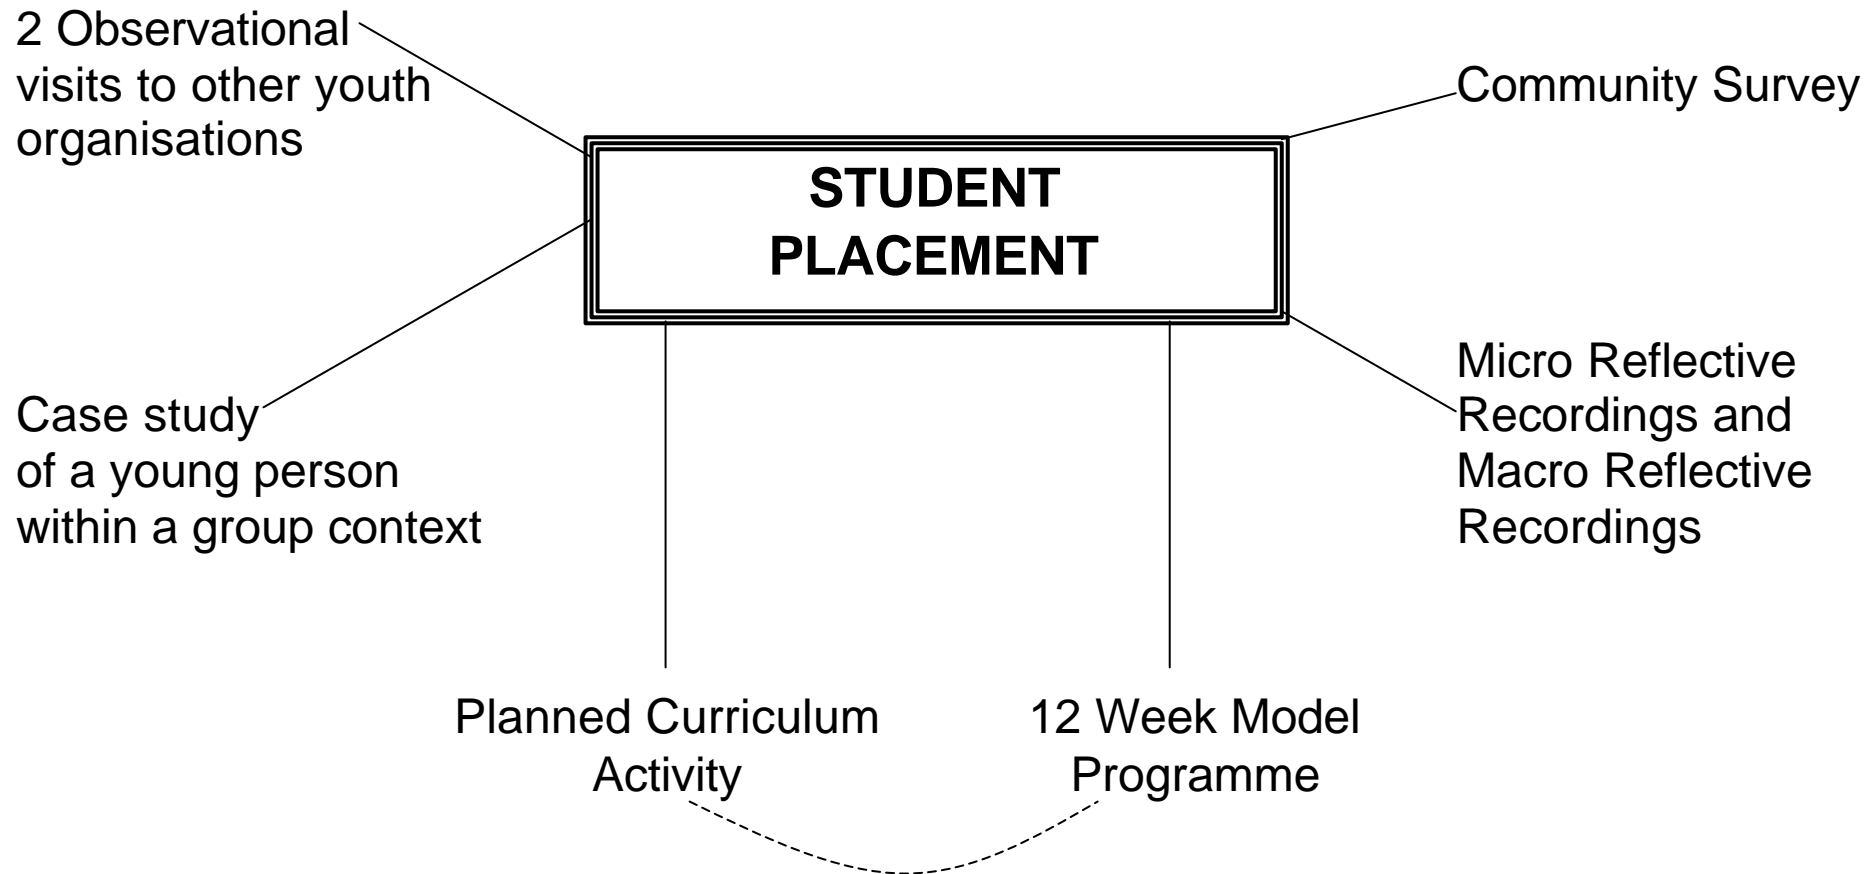 2 Observational
visits to other youth
organisations
Community Survey
STUDENT
PLACEMENT
Case study
of a young person
within a group context
Micro Reflective
Recordings and
Macro Reflective
Recordings
Planned Curriculum
Activity
12 Week Model
Programme